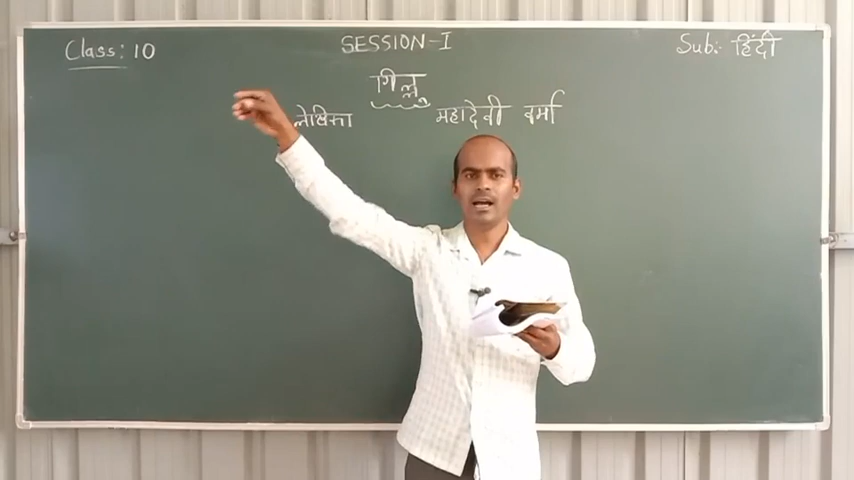 Class: 10 SESSION-I Sub:- हिंदी
गिल्लू
लेखिका महादेवी वर्मा